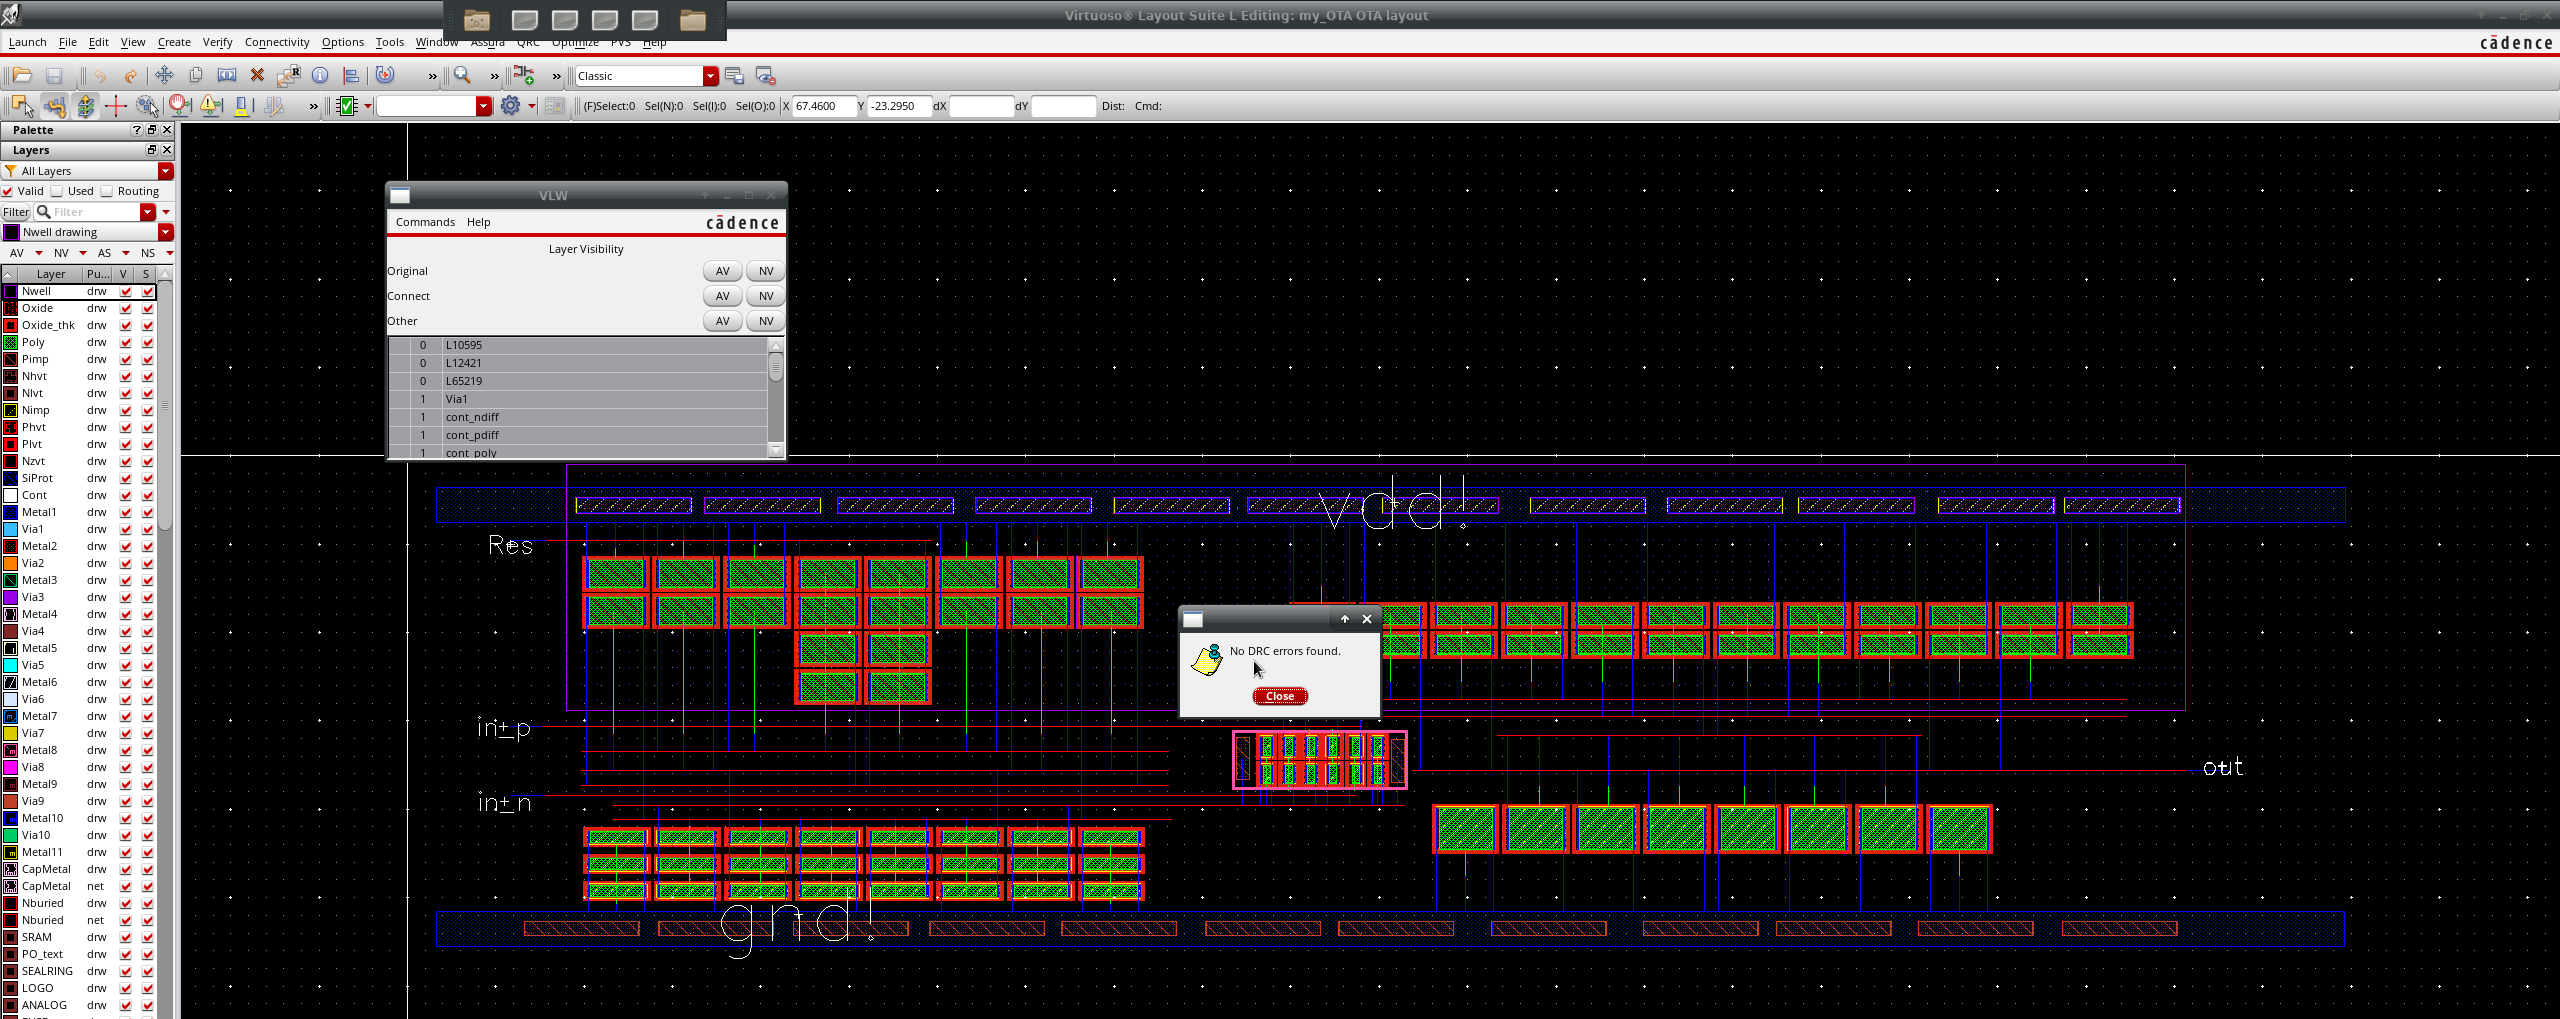 Virtuoso® Layout Suite L Editing: my_OTA OTA layout
Launch File Edit View Create Verify Connectivity Options Tools Window Assura QRC Optimize PVS Help
cādence
» » » Classic
» (F)Select:0 Sel(N):0 Sel(I):0 Sel(O):0 X 67.4600 Y -23.2950 dX dY Dist: Cmd:
Palette ?
Layers
All Layers
Valid Used Routing
Filter Filter
Nwell drawing
AV NV AS NS
Layer Pu... V S
Nwell drw
Oxide drw
Oxide_thk drw
Poly drw
Pimp drw
Nhvt drw
Nlvt drw
Nimp drw
Phvt drw
Plvt drw
Nzvt drw
SiProt drw
Cont drw
Metal1 drw
Via1 drw
Metal2 drw
Via2 drw
Metal3 drw
Via3 drw
Metal4 drw
Via4 drw
Metal5 drw
Via5 drw
Metal6 drw
Via6 drw
Metal7 drw
Via7 drw
Metal8 drw
Via8 drw
Metal9 drw
Via9 drw
Metal10 drw
Via10 drw
Metal11 drw
CapMetal drw
CapMetal net
Nburied drw
Nburied net
SRAM drw
PO_text drw
SEALRING drw
LOGO drw
ANALOG drw
VLW
Commands Help
cādence
Layer Visibility
Original AV NV
Connect AV NV
Other AV NV
0 L10595
0 L12421
0 L65219
1 Via1
1 cont_ndiff
1 cont_pdiff
1 cont_poly
vdd!
Res
No DRC errors found.
Close
in_p
out
in_n
gnd!